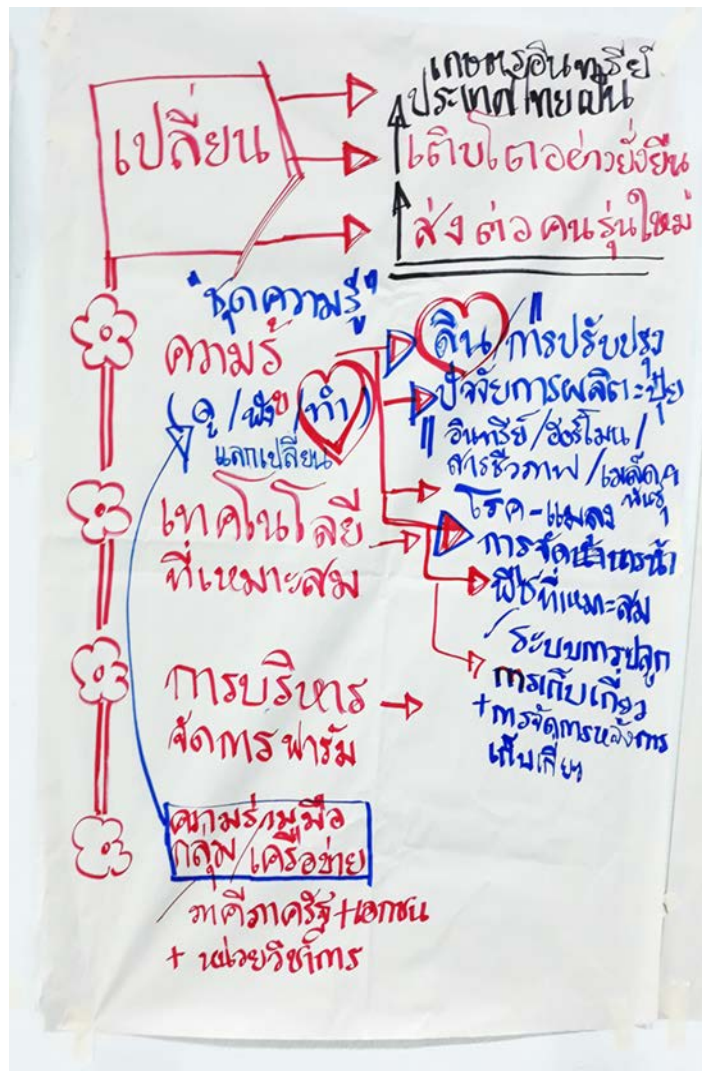 เกษตรอินทรีย์
ประเทศไทยเป็น
เปลี่ยน
เติบโตอย่างยั่งยืน
ส่งต่อคนรุ่นใหม่
"ชุดความรู้"
ความรู้
(ดู/ฟัง/ทำ)
แลกเปลี่ยน
ดิน/การปรับปรุง
ปัจจัยการผลิต=ปุ๋ย
อินทรีย์/ฮอร์โมน/
สารชีวภาพ/เมล็ด
พันธุ์
โรค-แมลง
เทคโนโลยี
ที่เหมาะสม
พืชที่เหมาะสม
ระบบการปลูก
การเก็บเกี่ยว
+การจัดการหลังการ
เก็บเกี่ยว
การบริหาร
จัดการฟาร์ม
ความร่วมมือ
กลุ่ม/เครือข่าย
ภาคีภาครัฐ+เอกชน
+ หน่วยวิชาการ